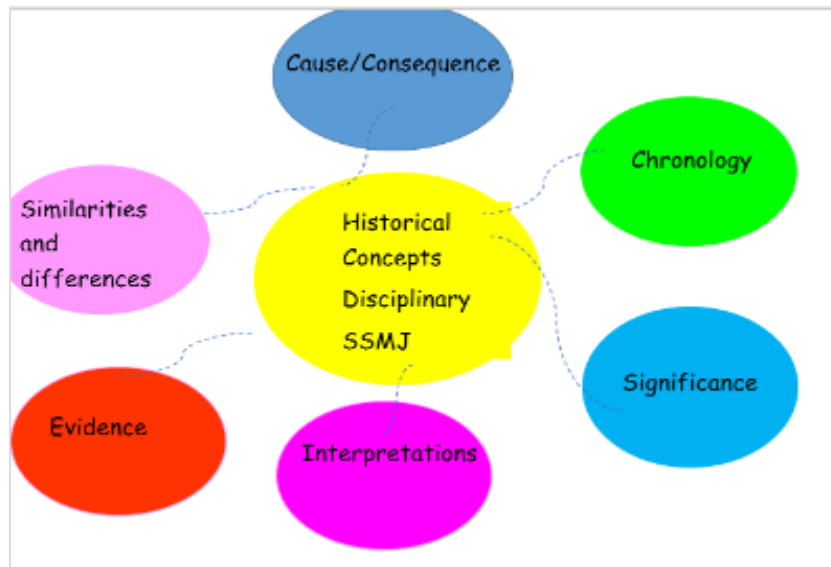 Cause/Consequence
Chronology
Similarities
and
differences
Historical
Concepts
Disciplinary
SSMJ
Significance
Evidence
Interpretations